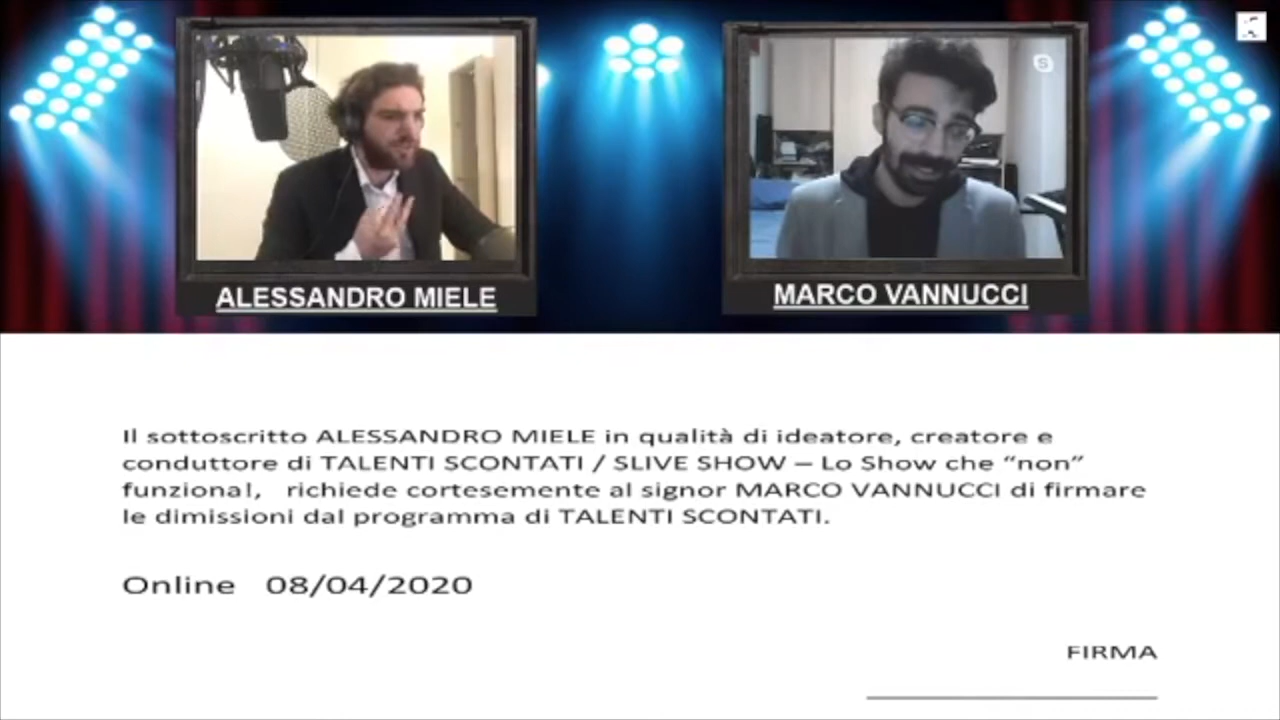 ALESSANDRO MIELE
MARCO VANNUCCI
Il sottoscritto ALESSANDRO MIELE in qualità di ideatore, creatore e
conduttore di TALENTI SCONTATI / SLIVE SHOW – Lo Show che “non”
funziona!, richiede cortesemente al signor MARCO VANNUCCI di firmare
le dimissioni dal programma di TALENTI SCONTATI.
Online 08/04/2020
FIRMA